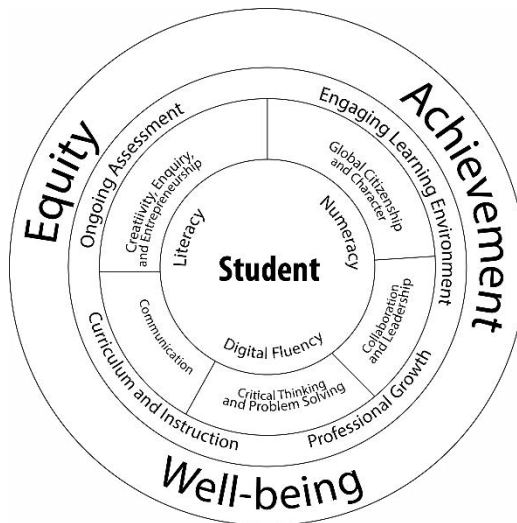 Equity
Achievement
Well-being
Ongoing Assessment
Engaging Learning Environment
Curriculum and Instruction
Professional Growth
Creativity, Enquiry,
and Entrepreneurship
Global Citizenship
and Character
Collaboration
and Leadership
Critical Thinking
and Problem Solving
Communication
Literacy
Numeracy
Digital Fluency
Student